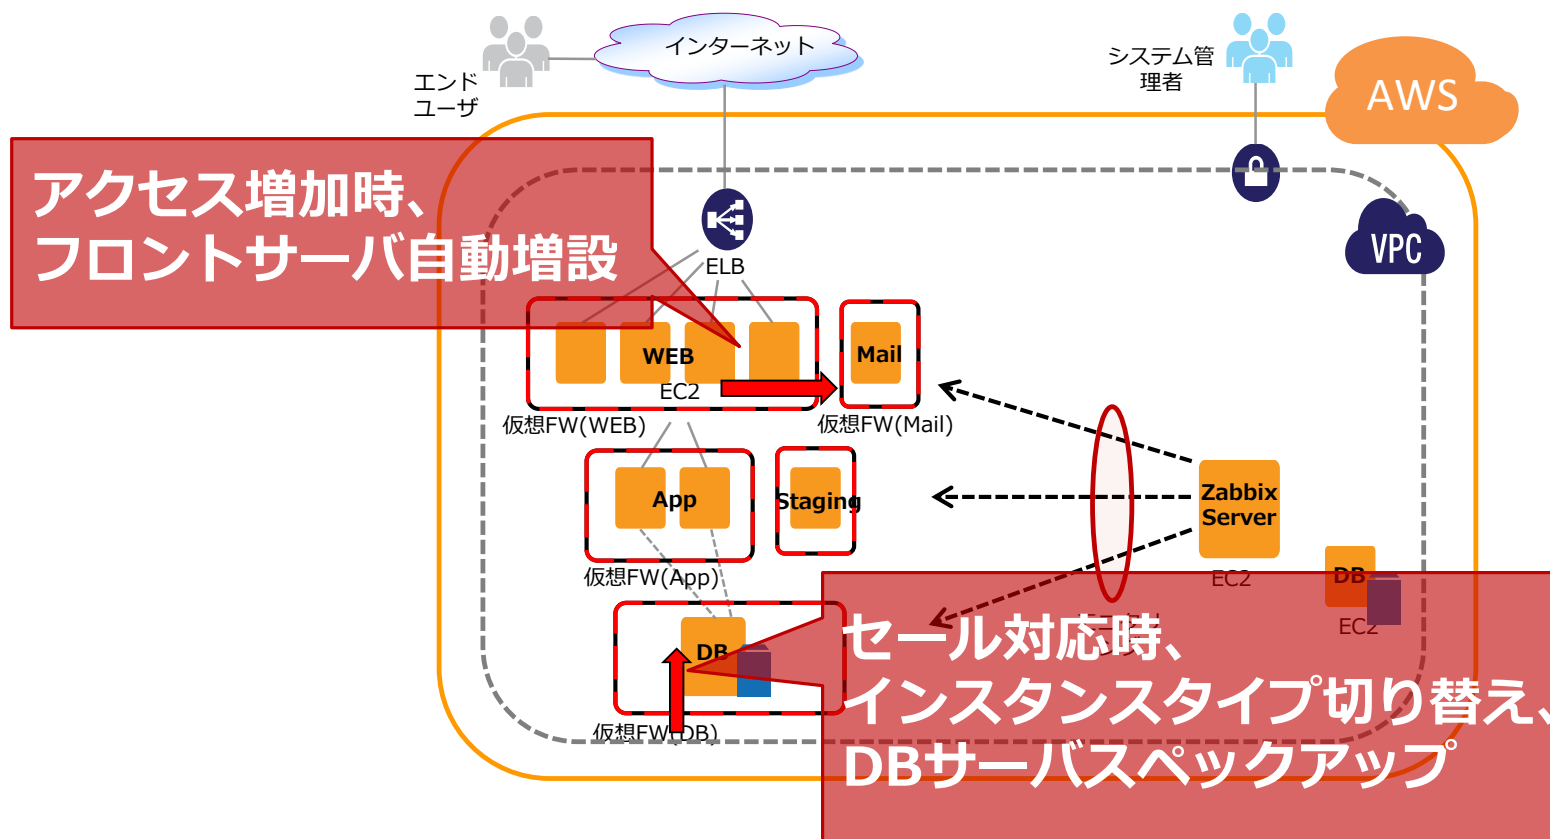 インターネット
エンド
ユーザ
システム管
理者
AWS
アクセス増加時、
フロントサーバ自動増設
VPC
ELB
WEB
EC2
Mail
仮想FW(WEB)
仮想FW(Mail)
App
Staging
Zabbix
Server
仮想FW(App)
EC2
DB
EC2
DB
仮想FW(DB)
セール対応時、
インスタンスタイプ切り替え、
DBサーバスペックアップ